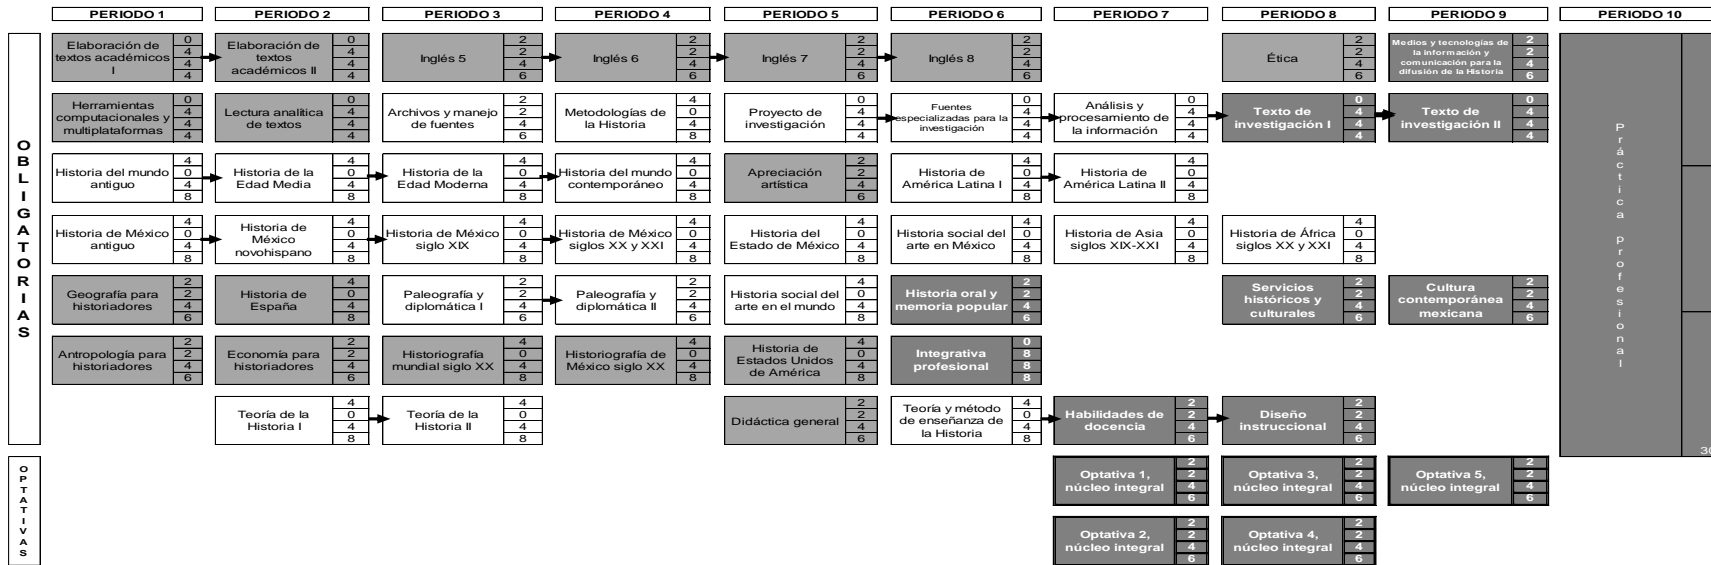 PERIODO 1 PERIODO 2 PERIODO 3 PERIODO 4 PERIODO 5 PERIODO 6 PERIODO 7 PERIODO 8 PERIODO 9 PERIODO 10
OBLIGATORIAS
Elaboración de
textos académicos
I
0
4
4
4
Elaboración de
textos
académicos II
0
4
4
4
Inglés 5
2
2
4
6
Inglés 6
2
2
4
6
Inglés 7
2
2
4
6
Inglés 8
2
2
4
6
Ética
2
2
4
6
Medios y tecnologías de
la información y
comunicación para la
difusión de la Historia
2
2
4
6
Herramientas
computacionales y
multiplataformas
0
4
4
4
Lectura analítica
de textos
0
4
4
4
Archivos y manejo
de fuentes
2
2
4
6
Metodologías de
la Historia
4
0
4
8
Proyecto de
investigación
0
4
4
4
Fuentes
especializadas para la
investigación
0
4
4
4
Análisis y
procesamiento de
la información
0
4
4
4
Texto de
investigación I
0
4
4
4
Texto de
investigación II
0
4
4
4
Historia del mundo
antiguo
4
0
4
8
Historia de la
Edad Media
4
0
4
8
Historia de la
Edad Moderna
4
0
4
8
Historia del mundo
contemporáneo
4
0
4
8
Apreciación
artística
2
2
4
6
Historia de
América Latina I
4
0
4
8
Historia de
América Latina II
4
0
4
8
Historia de México
antiguo
4
0
4
8
Historia de
México
novohispano
4
0
4
8
Historia de México
siglo XIX
4
0
4
8
Historia de México
siglos XX y XXI
4
0
4
8
Historia del
Estado de México
4
0
4
8
Historia social del
arte en México
4
0
4
8
Historia de Asia
siglos XIX-XXI
4
0
4
8
Historia de África
siglos XX y XXI
4
0
4
8
Geografía para
historiadores
2
2
4
6
Historia de
España
4
0
4
8
Paleografía y
diplomática I
2
2
4
6
Paleografía y
diplomática II
2
2
4
6
Historia social del
arte en el mundo
4
0
4
8
Historia oral y
memoria popular
2
2
4
6
Servicios
históricos y
culturales
2
2
4
6
Cultura
contemporánea
mexicana
2
2
4
6
Antropología para
historiadores
2
2
4
6
Economía para
historiadores
2
2
4
6
Historiografía
mundial siglo XX
4
0
4
8
Historiografía de
México siglo XX
4
0
4
8
Historia de
Estados Unidos
de América
4
0
4
8
Integrativa
profesional
0
8
8
8
Teoría de la
Historia I
4
0
4
8
Teoría de la
Historia II
4
0
4
8
Didáctica general
2
2
4
6
Teoría y método
de enseñanza de
la Historia
4
0
4
8
Habilidades de
docencia
2
2
4
6
Diseño
instruccional
2
2
4
6
Práctica profesional
30
OPTATIVAS
Optativa 1,
núcleo integral
2
2
4
6
Optativa 3,
núcleo integral
2
2
4
6
Optativa 5,
núcleo integral
2
2
4
6
Optativa 2,
núcleo integral
2
2
4
6
Optativa 4,
núcleo integral
2
2
4
6